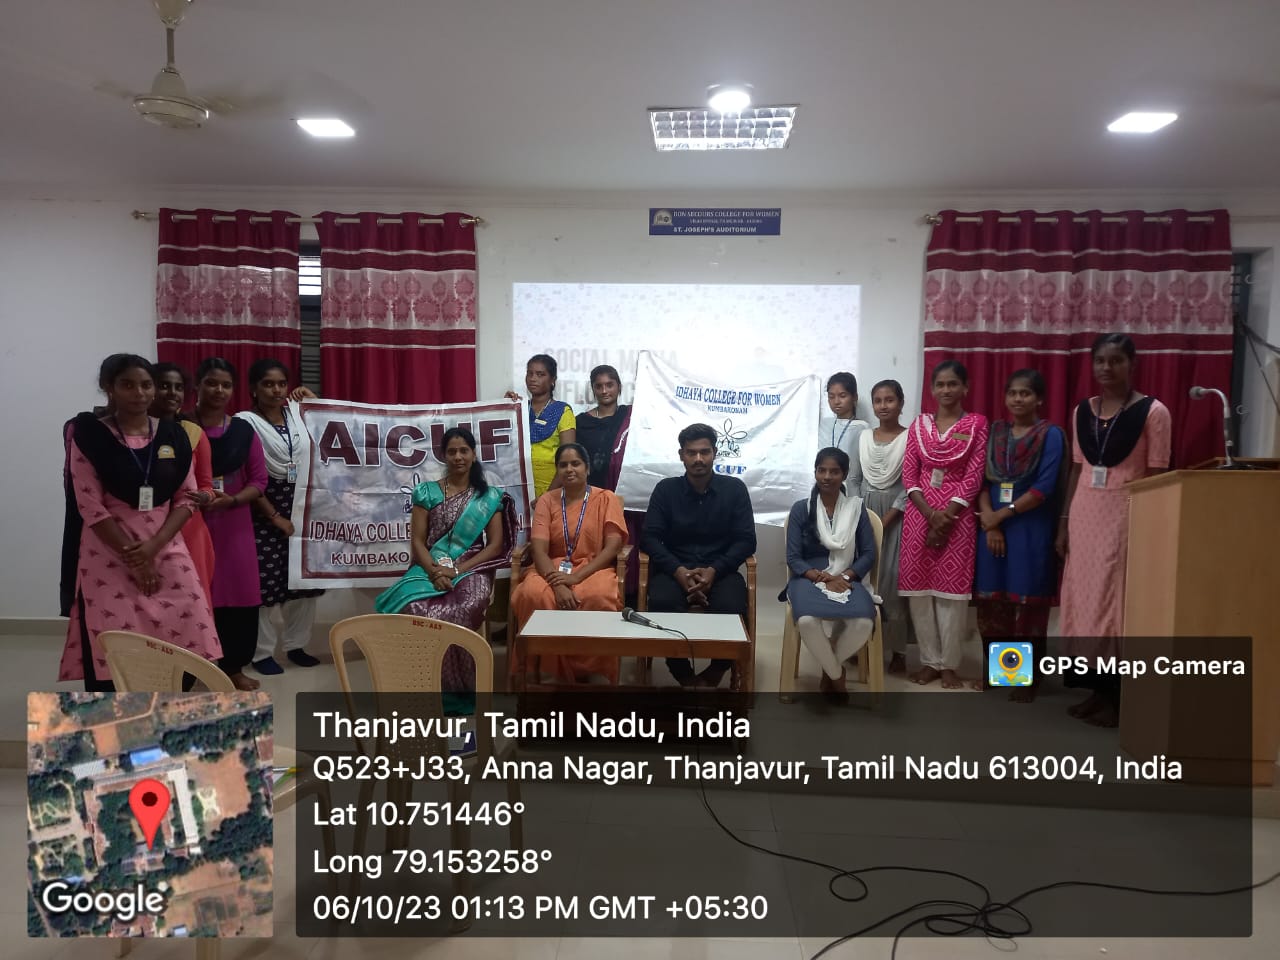 BON SECOURS COLLEGE FOR WOMEN
ST. JOSEPH'S AUDITORIUM
SOCIAL MEDIA
IDHAYA COLLEGE FOR WOMEN
KUMBAKONAM
AICUF
IDHAYA COLLE
KUMBAKO
BSC - A&D
GPS Map Camera
Thanjavur, Tamil Nadu, India
Q523+J33, Anna Nagar, Thanjavur, Tamil Nadu 613004, India
Lat 10.751446°
Long 79.153258°
06/10/23 01:13 PM GMT +05:30
Google